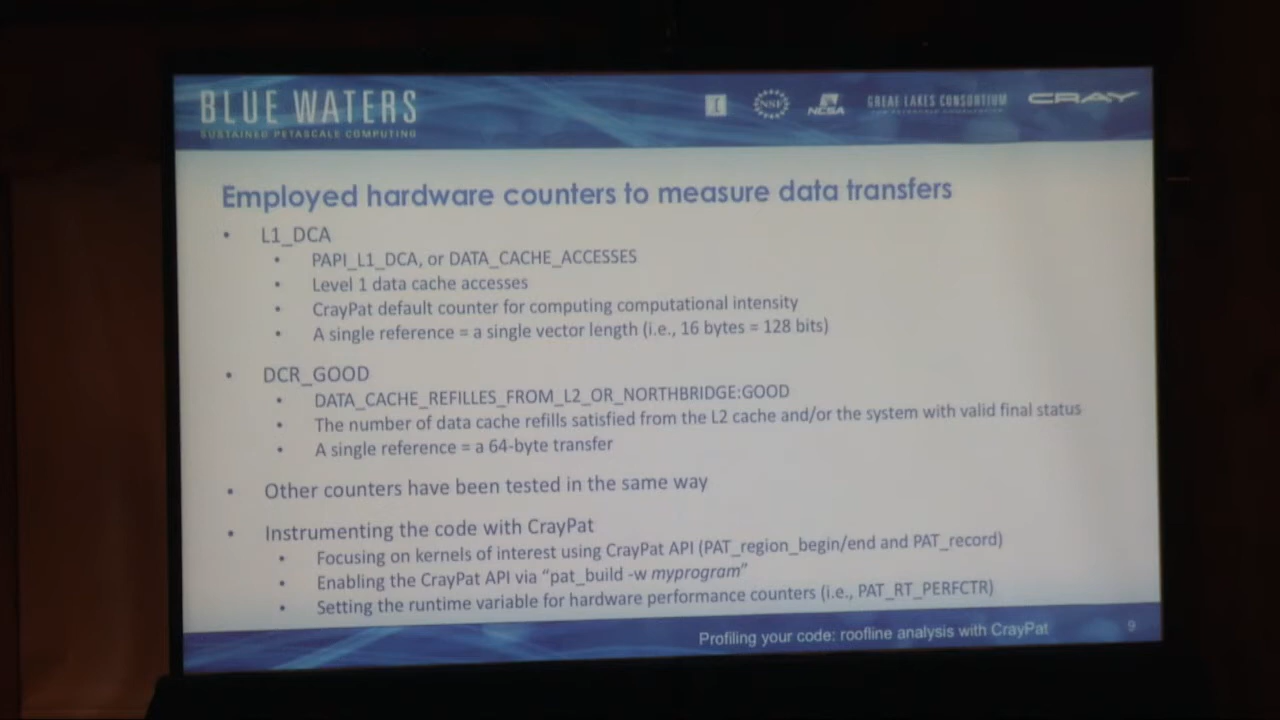 BLUE WATERS
SUSTAINED PETASCALE COMPUTING
I
NSF
NCSA
GREAT LAKES CONSORTIUM
FOR PETASCALE COMPUTATION
CRAY
Employed hardware counters to measure data transfers
• L1_DCA
• PAPI_L1_DCA, or DATA_CACHE_ACCESSES
• Level 1 data cache accesses
• CrayPat default counter for computing computational intensity
• A single reference = a single vector length (i.e., 16 bytes = 128 bits)
• DCR_GOOD
• DATA_CACHE_REFILLES_FROM_L2_OR_NORTHBRIDGE:GOOD
• The number of data cache refills satisfied from the L2 cache and/or the system with valid final status
• A single reference = a 64-byte transfer
• Other counters have been tested in the same way
• Instrumenting the code with CrayPat
• Focusing on kernels of interest using CrayPat API (PAT_region_begin/end and PAT_record)
• Enabling the CrayPat API via “pat_build -w myprogram”
• Setting the runtime variable for hardware performance counters (i.e., PAT_RT_PERFCTR)
Profiling your code: roofline analysis with CrayPat
9